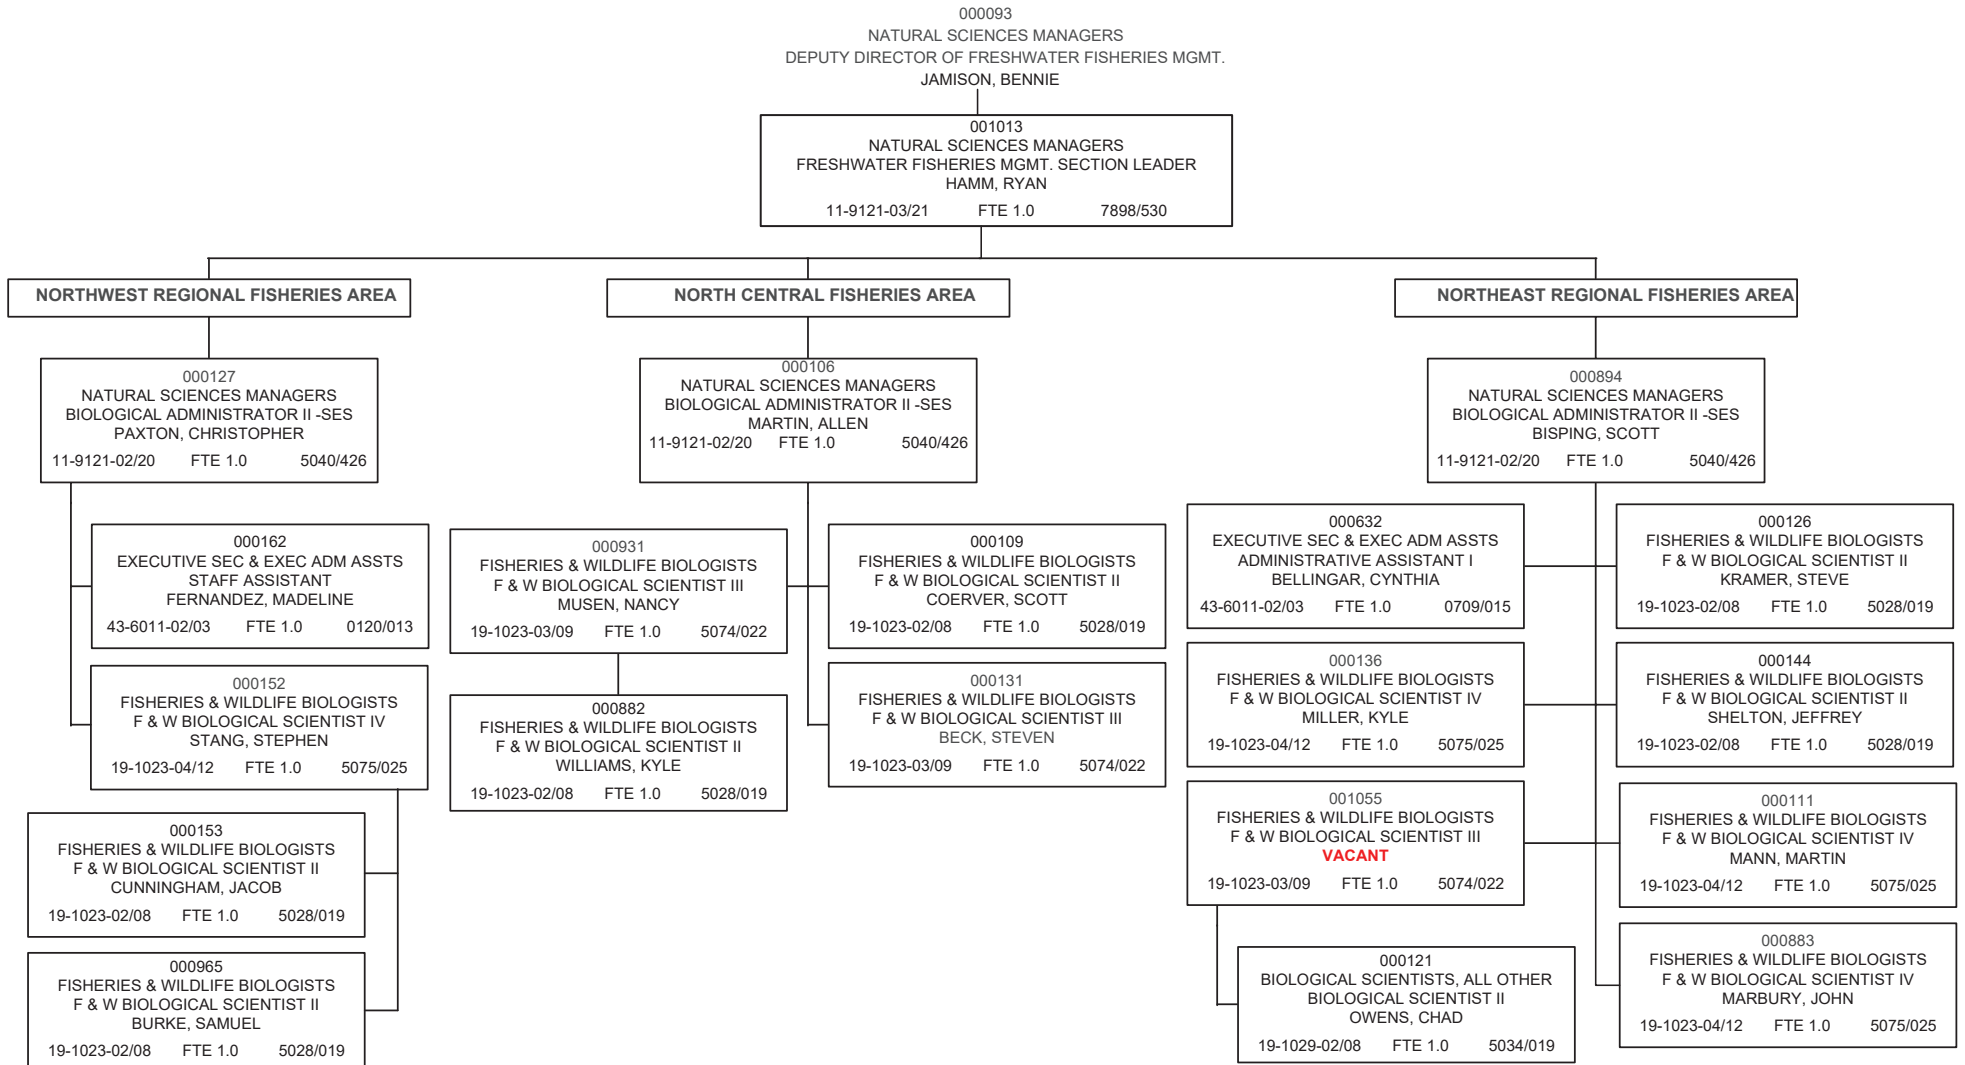 000093
NATURAL SCIENCES MANAGERS
DEPUTY DIRECTOR OF FRESHWATER FISHERIES MGMT.
JAMISON, BENNIE
001013
NATURAL SCIENCES MANAGERS
FRESHWATER FISHERIES MGMT. SECTION LEADER
HAMM, RYAN
11-9121-03/21 FTE 1.0 7898/530
NORTHWEST REGIONAL FISHERIES AREA
000127
NATURAL SCIENCES MANAGERS
BIOLOGICAL ADMINISTRATOR II -SES
PAXTON, CHRISTOPHER
11-9121-02/20 FTE 1.0 5040/426
000162
EXECUTIVE SEC & EXEC ADM ASSTS
STAFF ASSISTANT
FERNANDEZ, MADELINE
43-6011-02/03 FTE 1.0 0120/013
000152
FISHERIES & WILDLIFE BIOLOGISTS
F & W BIOLOGICAL SCIENTIST IV
STANG, STEPHEN
19-1023-04/12 FTE 1.0 5075/025
000153
FISHERIES & WILDLIFE BIOLOGISTS
F & W BIOLOGICAL SCIENTIST II
CUNNINGHAM, JACOB
19-1023-02/08 FTE 1.0 5028/019
000965
FISHERIES & WILDLIFE BIOLOGISTS
F & W BIOLOGICAL SCIENTIST II
BURKE, SAMUEL
19-1023-02/08 FTE 1.0 5028/019
NORTH CENTRAL FISHERIES AREA
000106
NATURAL SCIENCES MANAGERS
BIOLOGICAL ADMINISTRATOR II -SES
MARTIN, ALLEN
11-9121-02/20 FTE 1.0 5040/426
000931
FISHERIES & WILDLIFE BIOLOGISTS
F & W BIOLOGICAL SCIENTIST III
MUSEN, NANCY
19-1023-03/09 FTE 1.0 5074/022
000882
FISHERIES & WILDLIFE BIOLOGISTS
F & W BIOLOGICAL SCIENTIST II
WILLIAMS, KYLE
19-1023-02/08 FTE 1.0 5028/019
000109
FISHERIES & WILDLIFE BIOLOGISTS
F & W BIOLOGICAL SCIENTIST II
COERVER, SCOTT
19-1023-02/08 FTE 1.0 5028/019
000131
FISHERIES & WILDLIFE BIOLOGISTS
F & W BIOLOGICAL SCIENTIST III
BECK, STEVEN
19-1023-03/09 FTE 1.0 5074/022
NORTHEAST REGIONAL FISHERIES AREA
000894
NATURAL SCIENCES MANAGERS
BIOLOGICAL ADMINISTRATOR II -SES
BISPING, SCOTT
11-9121-02/20 FTE 1.0 5040/426
000632
EXECUTIVE SEC & EXEC ADM ASSTS
ADMINISTRATIVE ASSISTANT I
BELLINGAR, CYNTHIA
43-6011-02/03 FTE 1.0 0709/015
000136
FISHERIES & WILDLIFE BIOLOGISTS
F & W BIOLOGICAL SCIENTIST IV
MILLER, KYLE
19-1023-04/12 FTE 1.0 5075/025
001055
FISHERIES & WILDLIFE BIOLOGISTS
F & W BIOLOGICAL SCIENTIST III
VACANT
19-1023-03/09 FTE 1.0 5074/022
000121
BIOLOGICAL SCIENTISTS, ALL OTHER
BIOLOGICAL SCIENTIST II
OWENS, CHAD
19-1029-02/08 FTE 1.0 5034/019
000126
FISHERIES & WILDLIFE BIOLOGISTS
F & W BIOLOGICAL SCIENTIST II
KRAMER, STEVE
19-1023-02/08 FTE 1.0 5028/019
000144
FISHERIES & WILDLIFE BIOLOGISTS
F & W BIOLOGICAL SCIENTIST II
SHELTON, JEFFREY
19-1023-02/08 FTE 1.0 5028/019
000111
FISHERIES & WILDLIFE BIOLOGISTS
F & W BIOLOGICAL SCIENTIST IV
MANN, MARTIN
19-1023-04/12 FTE 1.0 5075/025
000883
FISHERIES & WILDLIFE BIOLOGISTS
F & W BIOLOGICAL SCIENTIST IV
MARBURY, JOHN
19-1023-04/12 FTE 1.0 5075/025